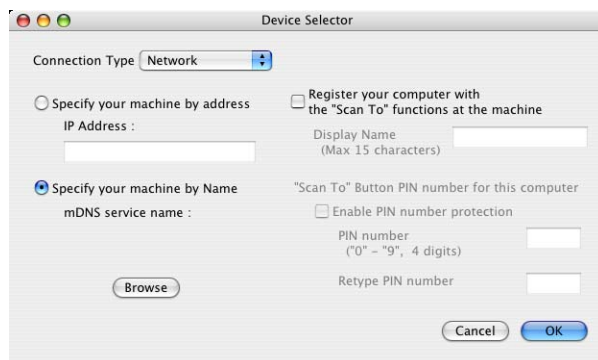 Device Selector
Connection Type
Network
Specify your machine by address
IP Address :
Specify your machine by Name
mDNS service name :
Browse
Register your computer with
the "Scan To" functions at the machine
Display Name
(Max 15 characters)
"Scan To" Button PIN number for this computer
Enable PIN number protection
PIN number
("0" – "9", 4 digits)
Retype PIN number
Cancel
OK